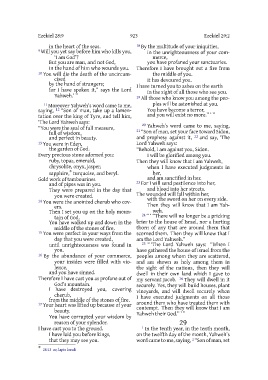 Ezekiel 28:9
923
Ezekiel 29:2
in the heart of the seas.
9 Will you yet say before him who kills you,
‘I am God’?
But you are man, and not God,
in the hand of him who wounds you.
10 You will die the death of the uncircum-
cised
by the hand of strangers;
for I have spoken it,” says the Lord
Yahweh.’”
11 Moreover Yahweh’s word came to me,
saying, 12 “Son of man, take up a lamen-
tation over the king of Tyre, and tell him,
‘The Lord Yahweh says:
“You were the seal of full measure,
full of wisdom,
and perfect in beauty.
13 You were in Eden,
the garden of God.
Every precious stone adorned you:
ruby, topaz, emerald,
chrysolite, onyx, jasper,
sapphire, turquoise, and beryl.
Gold work of tambourines
and of pipes was in you.
They were prepared in the day that
you were created.
14 You were the anointed cherub who cov-
ers.
Then I set you up on the holy moun-
tain of God.
You have walked up and down in the
middle of the stones of fire.
15 You were perfect in your ways from the
day that you were created,
until unrighteousness was found in
you.
16 By the abundance of your commerce,
your insides were filled with vio-
lence,
and you have sinned.
Therefore I have cast you as profane out of
God’s mountain.
I have destroyed you, covering
cherub,
from the middle of the stones of fire.
17 Your heart was lifted up because of your
beauty.
You have corrupted your wisdom by
reason of your splendor.
I have cast you to the ground.
I have laid you before kings,
that they may see you.
18 By the multitude of your iniquities,
in the unrighteousness of your com-
merce,
you have profaned your sanctuaries.
Therefore I have brought out a fire from
the middle of you.
It has devoured you.
I have turned you to ashes on the earth
in the sight of all those who see you.
19 All those who know you among the peo-
ples will be astonished at you.
You have become a terror,
and you will exist no more.”’”
20 Yahweh’s word came to me, saying,
21 “Son of man, set your face toward Sidon,
and prophesy against it, 22 and say, ‘The
Lord Yahweh says:
“Behold, I am against you, Sidon.
I will be glorified among you.
Then they will know that I am Yahweh,
when I have executed judgments in
her,
and am sanctified in her.
23 For I will send pestilence into her,
and blood into her streets.
The wounded will fall within her,
with the sword on her on every side.
Then they will know that I am Yah-
weh.
24 “‘“There will no longer be a pricking
brier to the house of Israel, nor a hurting
thorn of any that are around them that
scorned them. Then they will know that I
am the Lord Yahweh.”
25 “‘The Lord Yahweh says: “When I
have gathered the house of Israel from the
peoples among whom they are scattered,
and am shown as holy among them in
the sight of the nations, then they will
dwell in their own land which I gave to
my servant Jacob. 26 They will dwell in it
securely. Yes, they will build houses, plant
vineyards, and will dwell securely when
I have executed judgments on all those
around them who have treated them with
contempt. Then they will know that I am
Yahweh their God.”’”
29
1 In the tenth year, in the tenth month,
on the twelfth day of the month, Yahweh’s
word came to me, saying, 2 “Son of man, set
28:13 or, lapis lazuli